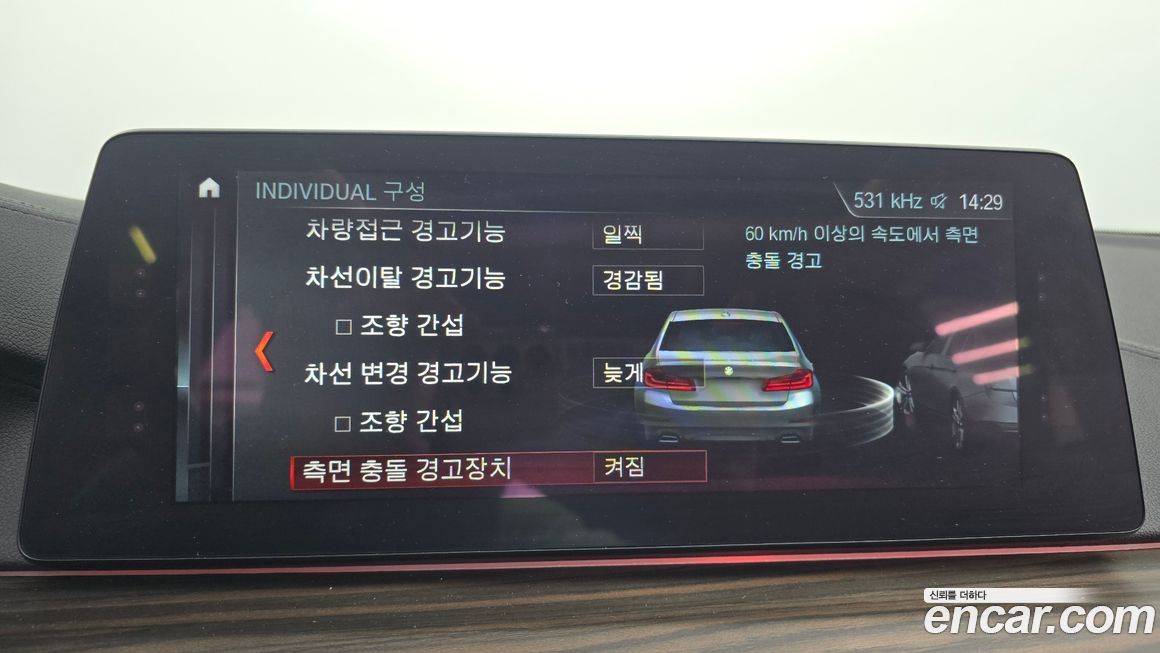 INDIVIDUAL 구성
531 kHz 14:29
차량접근 경고기능 일찍
60 km/h 이상의 속도에서 측면
충돌 경고
차선이탈 경고기능 경감됨
조향 간섭
차선 변경 경고기능 늦게
조향 간섭
측면 충돌 경고장치 켜짐
신뢰를 더하다
encar.com